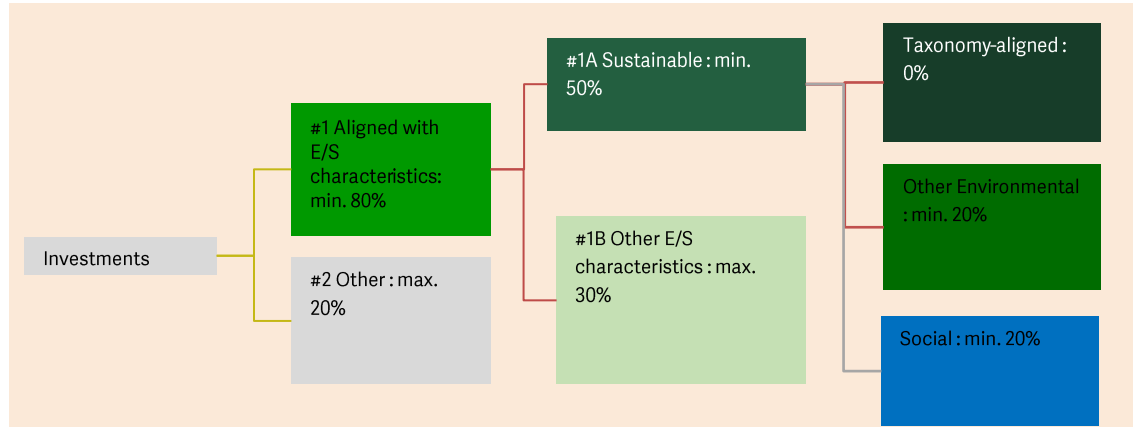 Investments
#1 Aligned with
E/S
characteristics:
min. 80%
#2 Other : max.
20%
#1A Sustainable : min.
50%
#1B Other E/S
characteristics : max.
30%
Taxonomy-aligned :
0%
Other Environmental
: min. 20%
Social : min. 20%